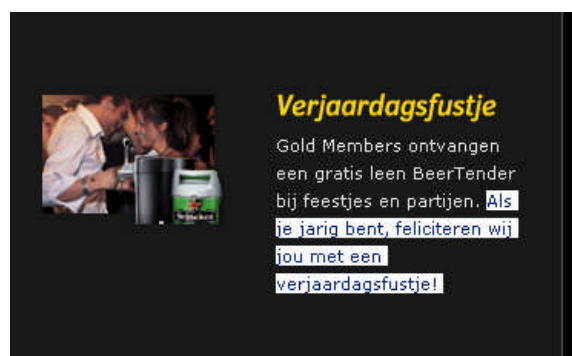 Verjaardagsfustje
Gold Members ontvangen
een gratis leen BeerTender
bij feestjes en partijen. Als
je jarig bent, feliciteren wij
jou met een
verjaardagsfustje!
Heineken